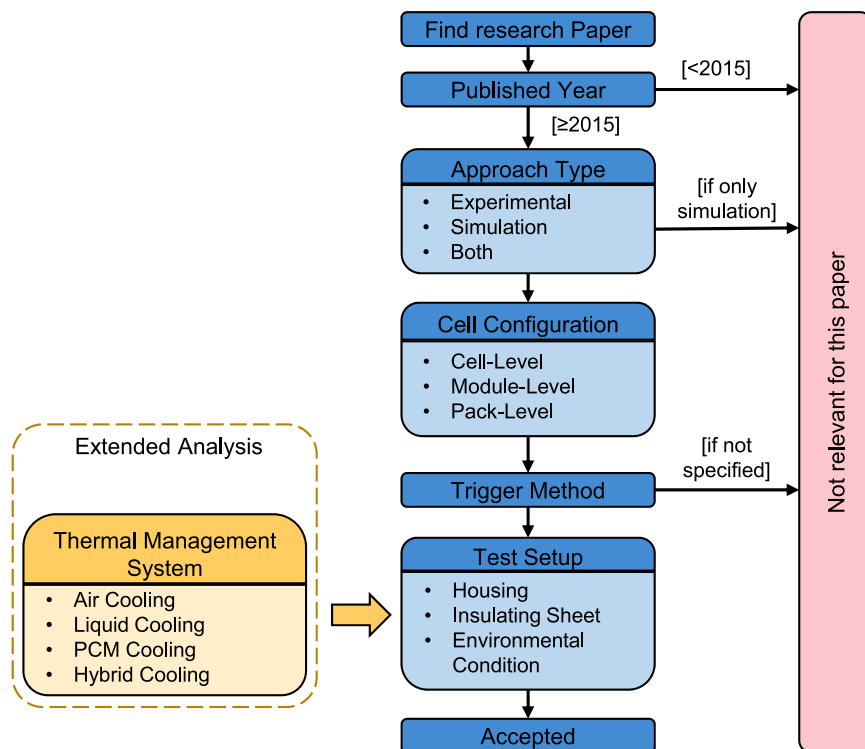 Find research Paper
Published Year
[<2015]
[≥2015]
Approach Type
• Experimental
• Simulation
• Both
[if only
simulation]
Cell Configuration
• Cell-Level
• Module-Level
• Pack-Level
[if not
specified]
Trigger Method
Test Setup
• Housing
• Insulating Sheet
• Environmental
Condition
Accepted
Extended Analysis
Thermal Management
System
• Air Cooling
• Liquid Cooling
• PCM Cooling
• Hybrid Cooling
Not relevant for this paper